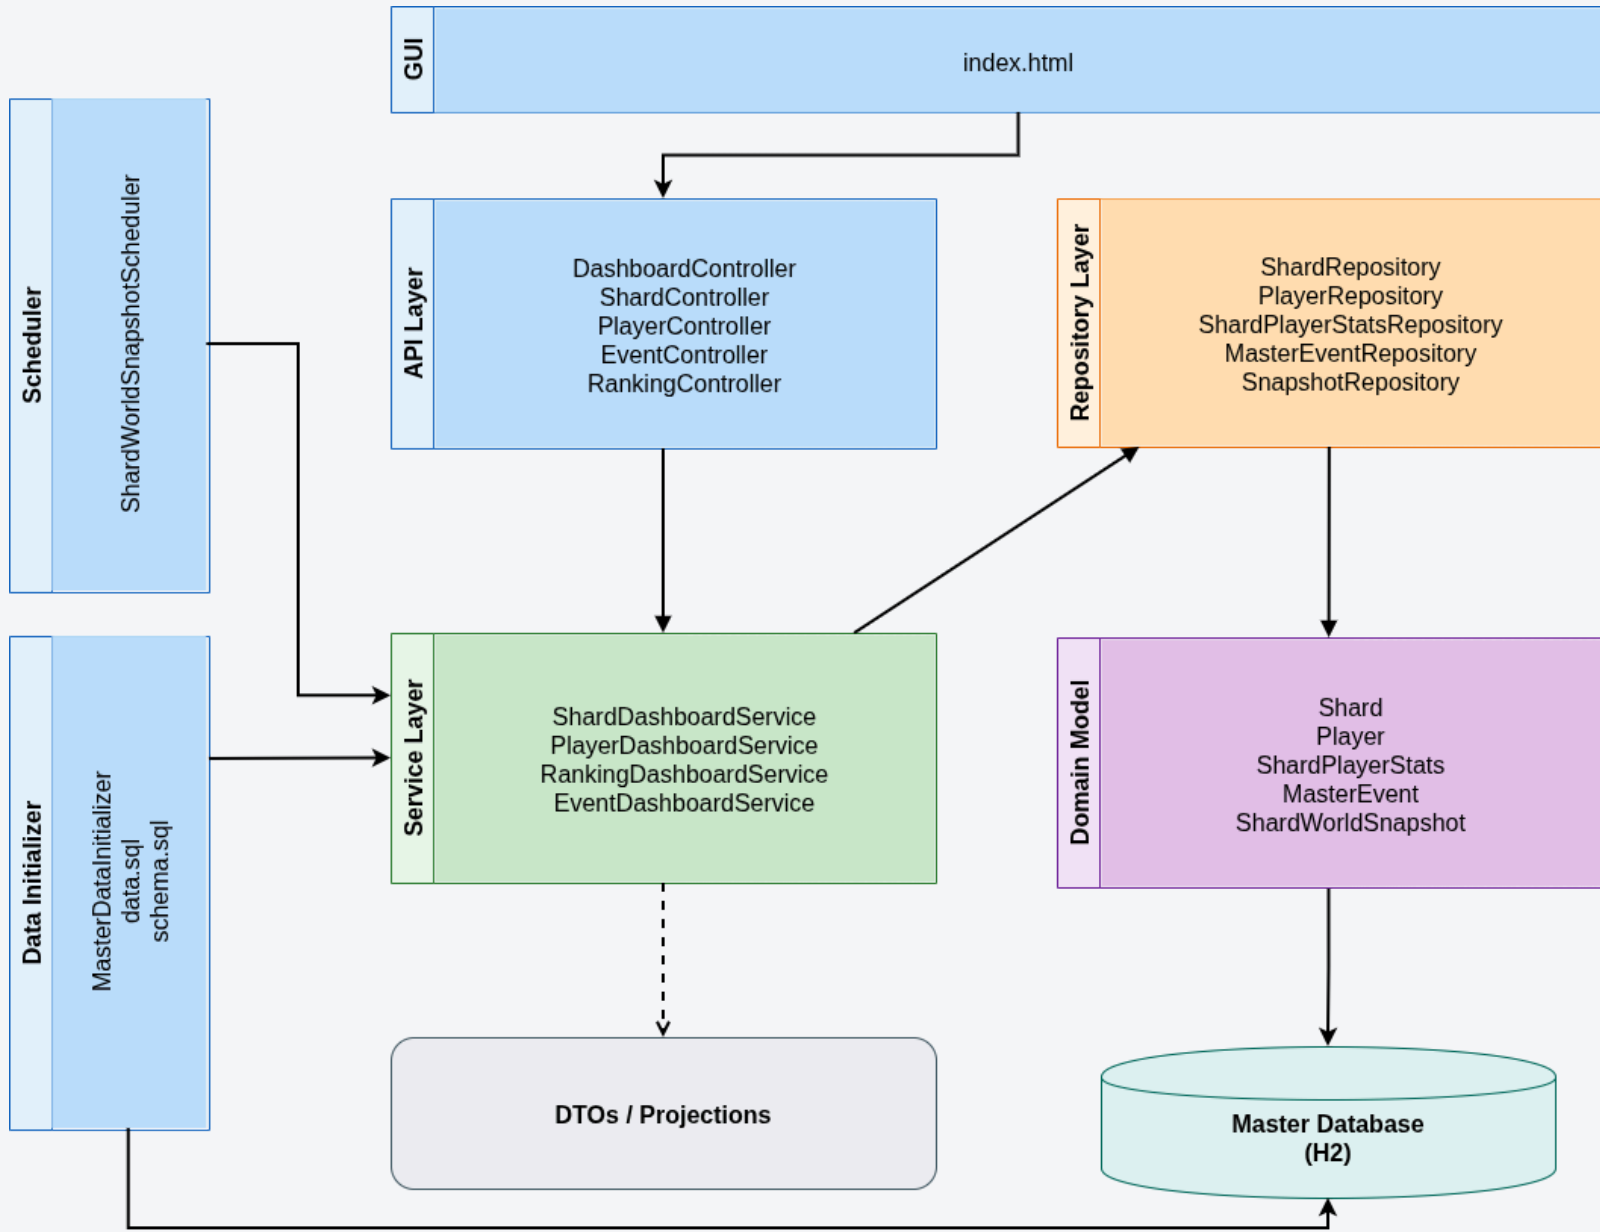 GUI
index.html
Scheduler
ShardWorldSnapshotScheduler
API Layer
DashboardController
ShardController
PlayerController
EventController
RankingController
Repository Layer
ShardRepository
PlayerRepository
ShardPlayerStatsRepository
MasterEventRepository
SnapshotRepository
Data Initializer
MasterDataInitializer
data.sql
schema.sql
Service Layer
ShardDashboardService
PlayerDashboardService
RankingDashboardService
EventDashboardService
Domain Model
Shard
Player
ShardPlayerStats
MasterEvent
ShardWorldSnapshot
DTOs / Projections
Master Database
(H2)